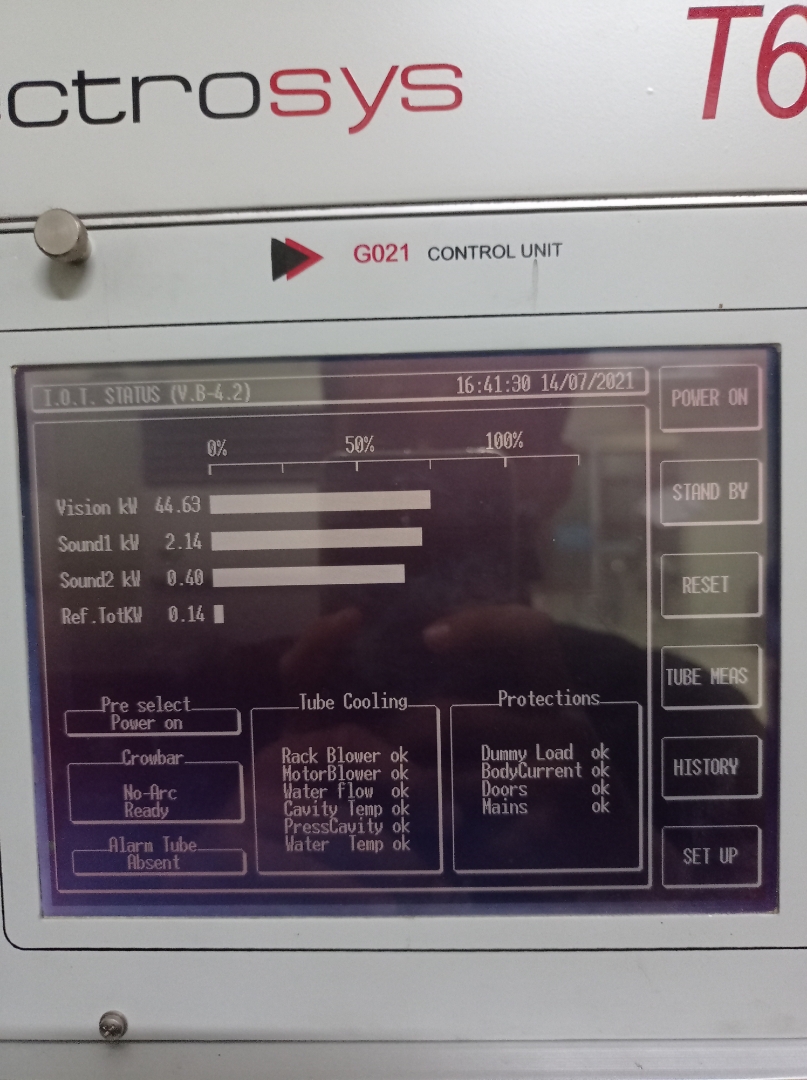 ctrosys
T6
G021 CONTROL UNIT
I.O.T. STATUS (V.B-4.2) 16:41:30 14/07/2021
0% 50% 100%
Vision kW 44.63
Sound1 kW 2.14
Sound2 kW 0.40
Ref.TotKW 0.14
Pre select
Power on
Crowbar
No-Arc
Ready
Alarm Tube
Absent
Tube Cooling
Rack Blower ok
MotorBlower ok
Water flow ok
Cavity Temp ok
PressCavity ok
Water Temp ok
Protections
Dummy Load ok
BodyCurrent ok
Doors ok
Mains ok
POWER ON
STAND BY
RESET
TUBE MEAS
HISTORY
SET UP